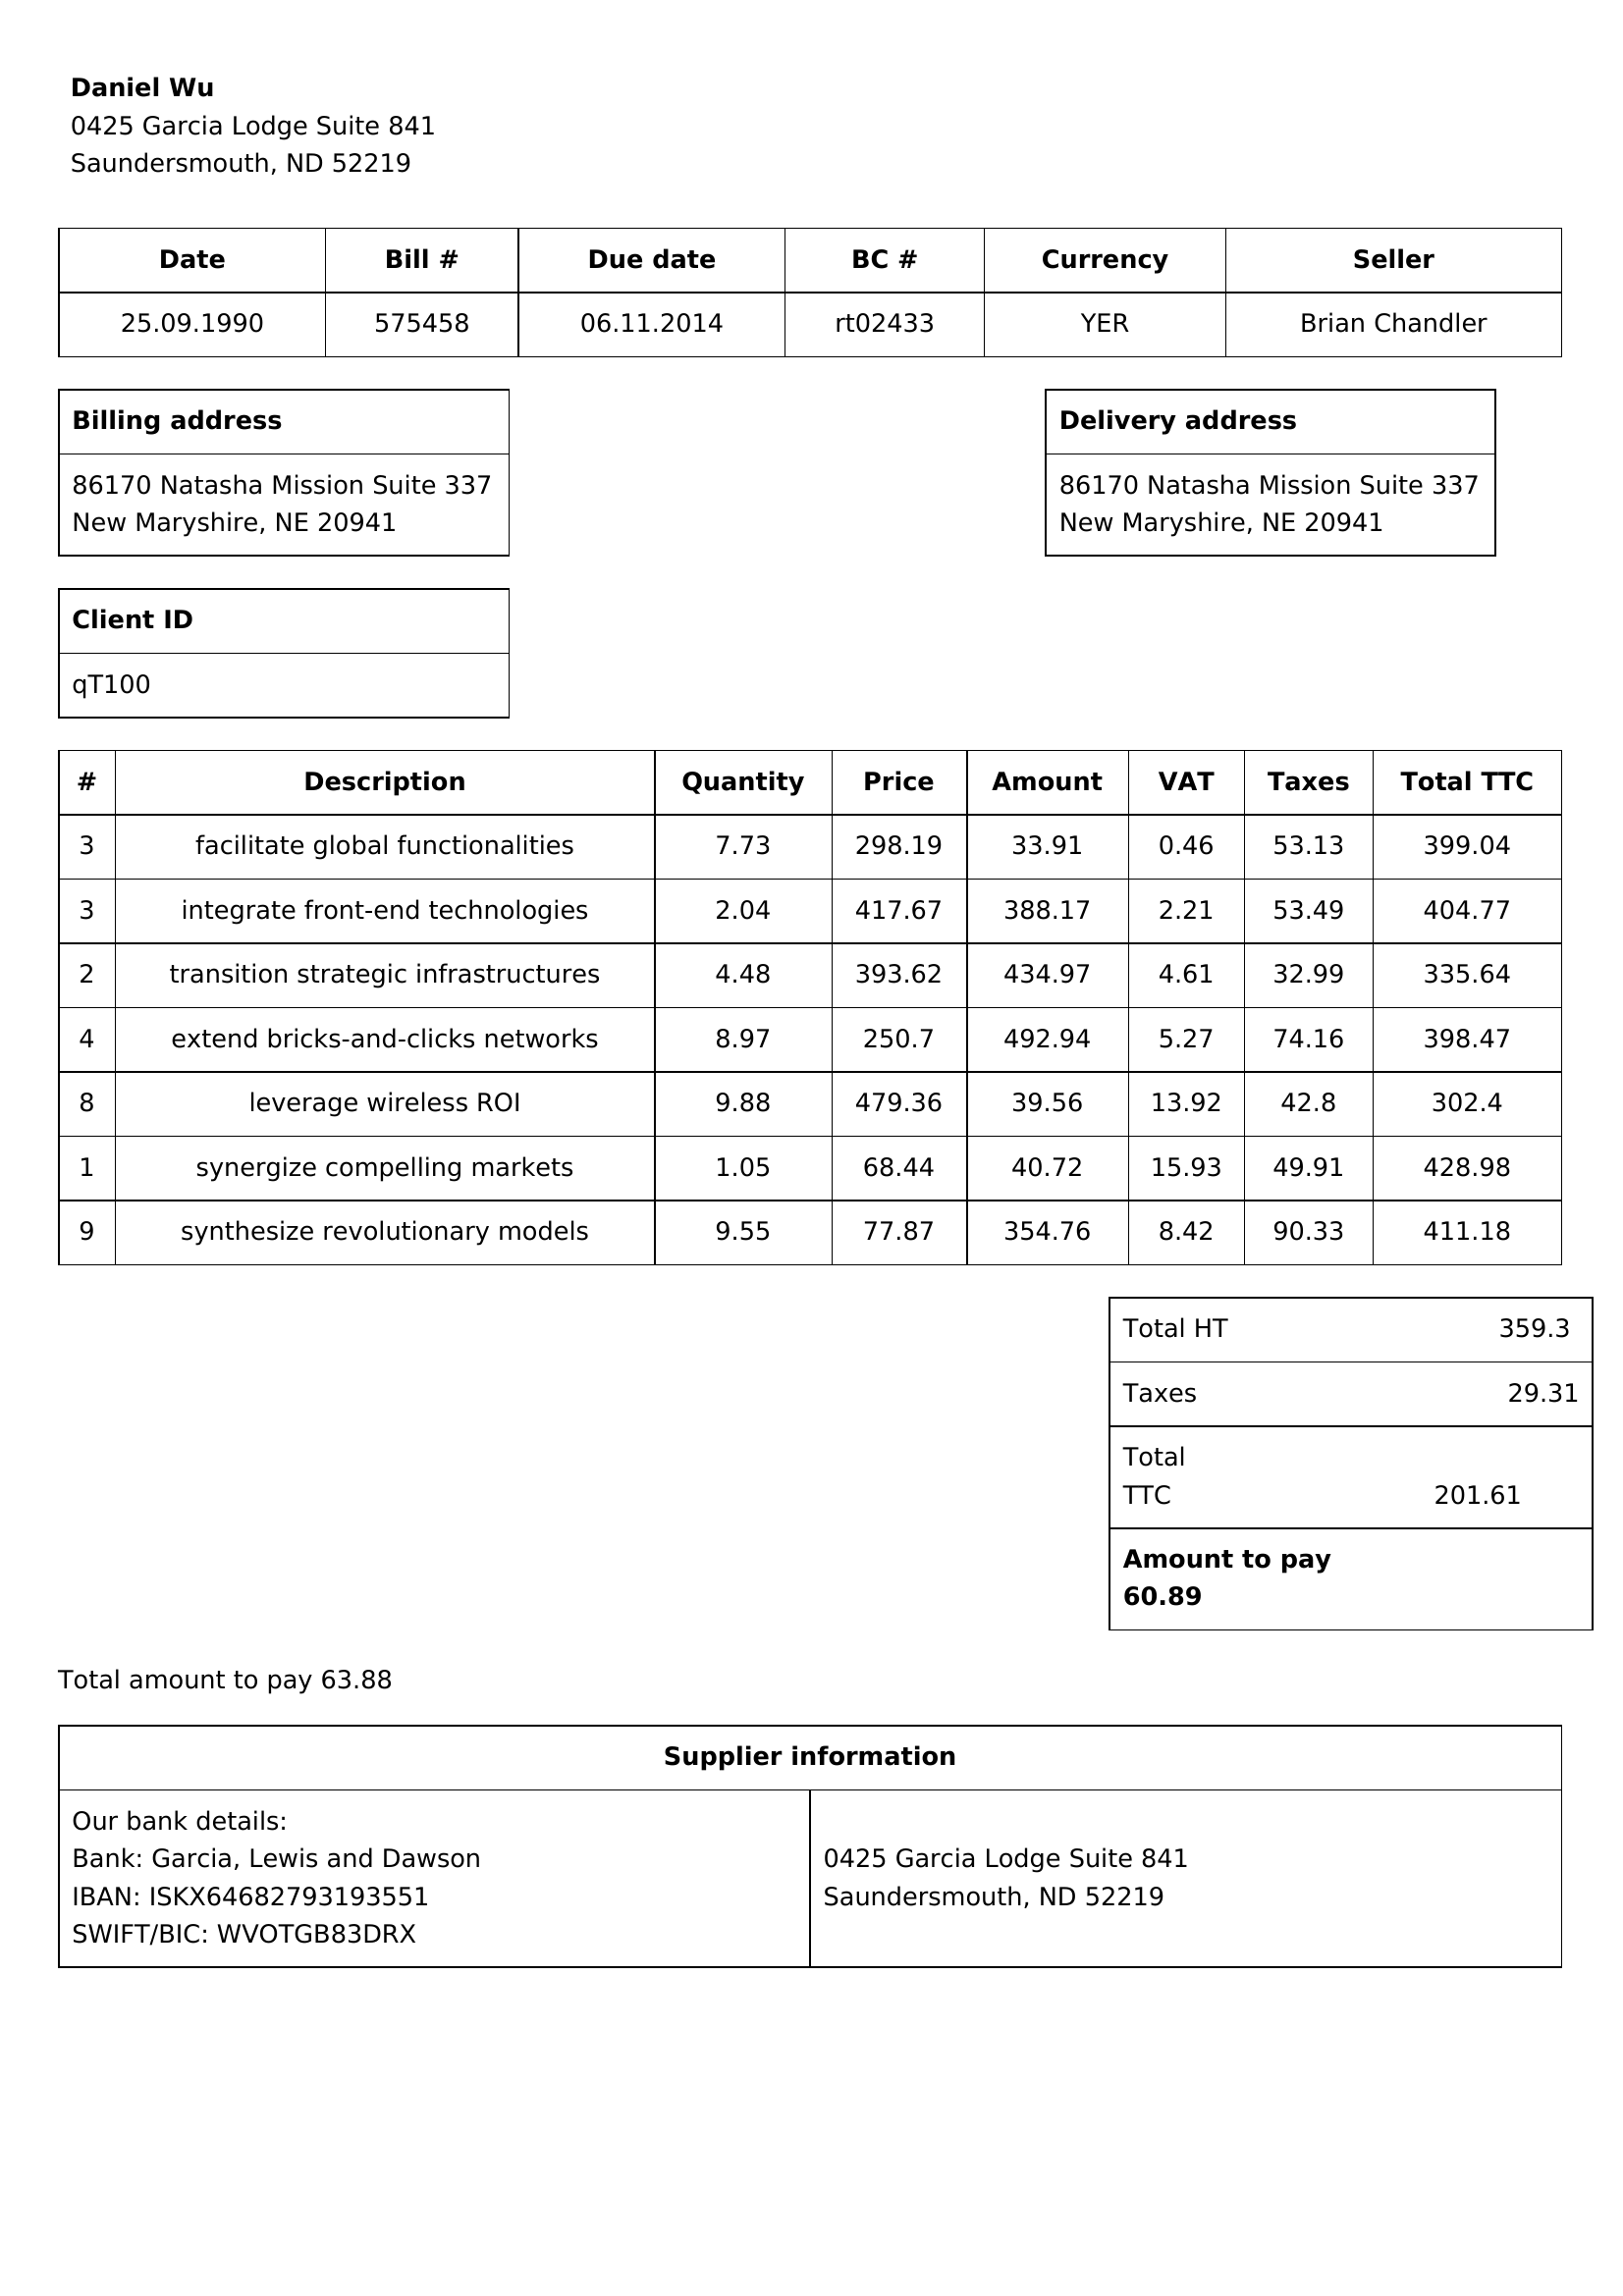 Daniel Wu
0425 Garcia Lodge Suite 841
Saundersmouth, ND 52219
Date Bill # Due date BC # Currency Seller
25.09.1990 575458 06.11.2014 rt02433 YER Brian Chandler
Billing address
86170 Natasha Mission Suite 337
New Maryshire, NE 20941
Delivery address
86170 Natasha Mission Suite 337
New Maryshire, NE 20941
Client ID
qT100
# Description Quantity Price Amount VAT Taxes Total TTC
3 facilitate global functionalities 7.73 298.19 33.91 0.46 53.13 399.04
3 integrate front-end technologies 2.04 417.67 388.17 2.21 53.49 404.77
2 transition strategic infrastructures 4.48 393.62 434.97 4.61 32.99 335.64
4 extend bricks-and-clicks networks 8.97 250.7 492.94 5.27 74.16 398.47
8 leverage wireless ROI 9.88 479.36 39.56 13.92 42.8 302.4
1 synergize compelling markets 1.05 68.44 40.72 15.93 49.91 428.98
9 synthesize revolutionary models 9.55 77.87 354.76 8.42 90.33 411.18
Total HT 359.3
Taxes 29.31
Total
TTC 201.61
Amount to pay
60.89
Total amount to pay 63.88
Supplier information
Our bank details:
Bank: Garcia, Lewis and Dawson
IBAN: ISKX64682793193551
SWIFT/BIC: WVOTGB83DRX
0425 Garcia Lodge Suite 841
Saundersmouth, ND 52219